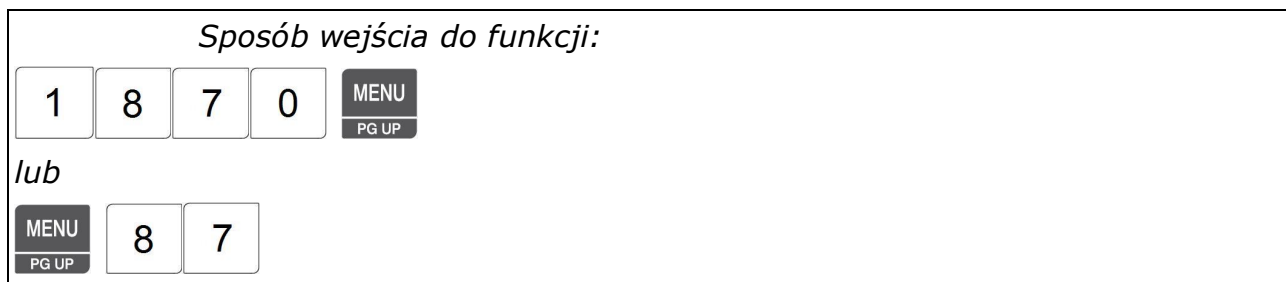 Sposób wejścia do funkcji:
1 8 7 0 MENU
PG UP
lub
MENU 8 7
PG UP